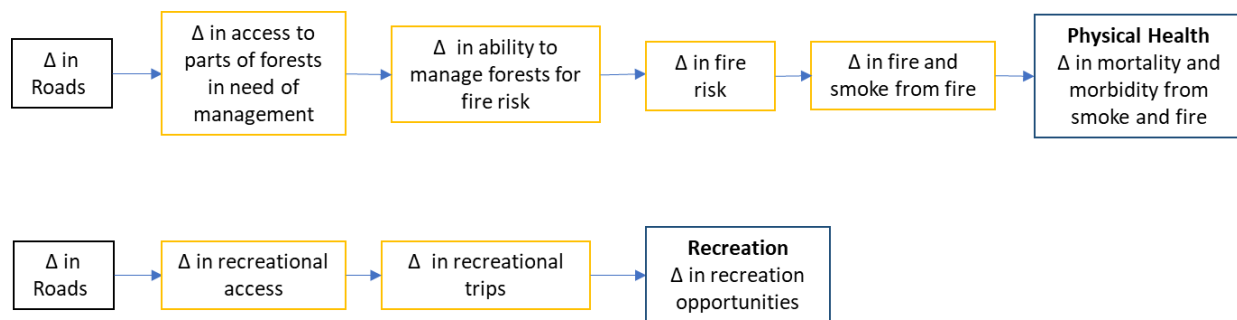 Δ in
Roads
Δ in access to
parts of forests
in need of
management
Δ in ability to
manage forests for
fire risk
Δ in fire
risk
Δ in fire and
smoke from fire
Physical Health
Δ in mortality and
morbidity from
smoke and fire
Δ in
Roads
Δ in recreational
access
Δ in recreational
trips
Recreation
Δ in recreation
opportunities